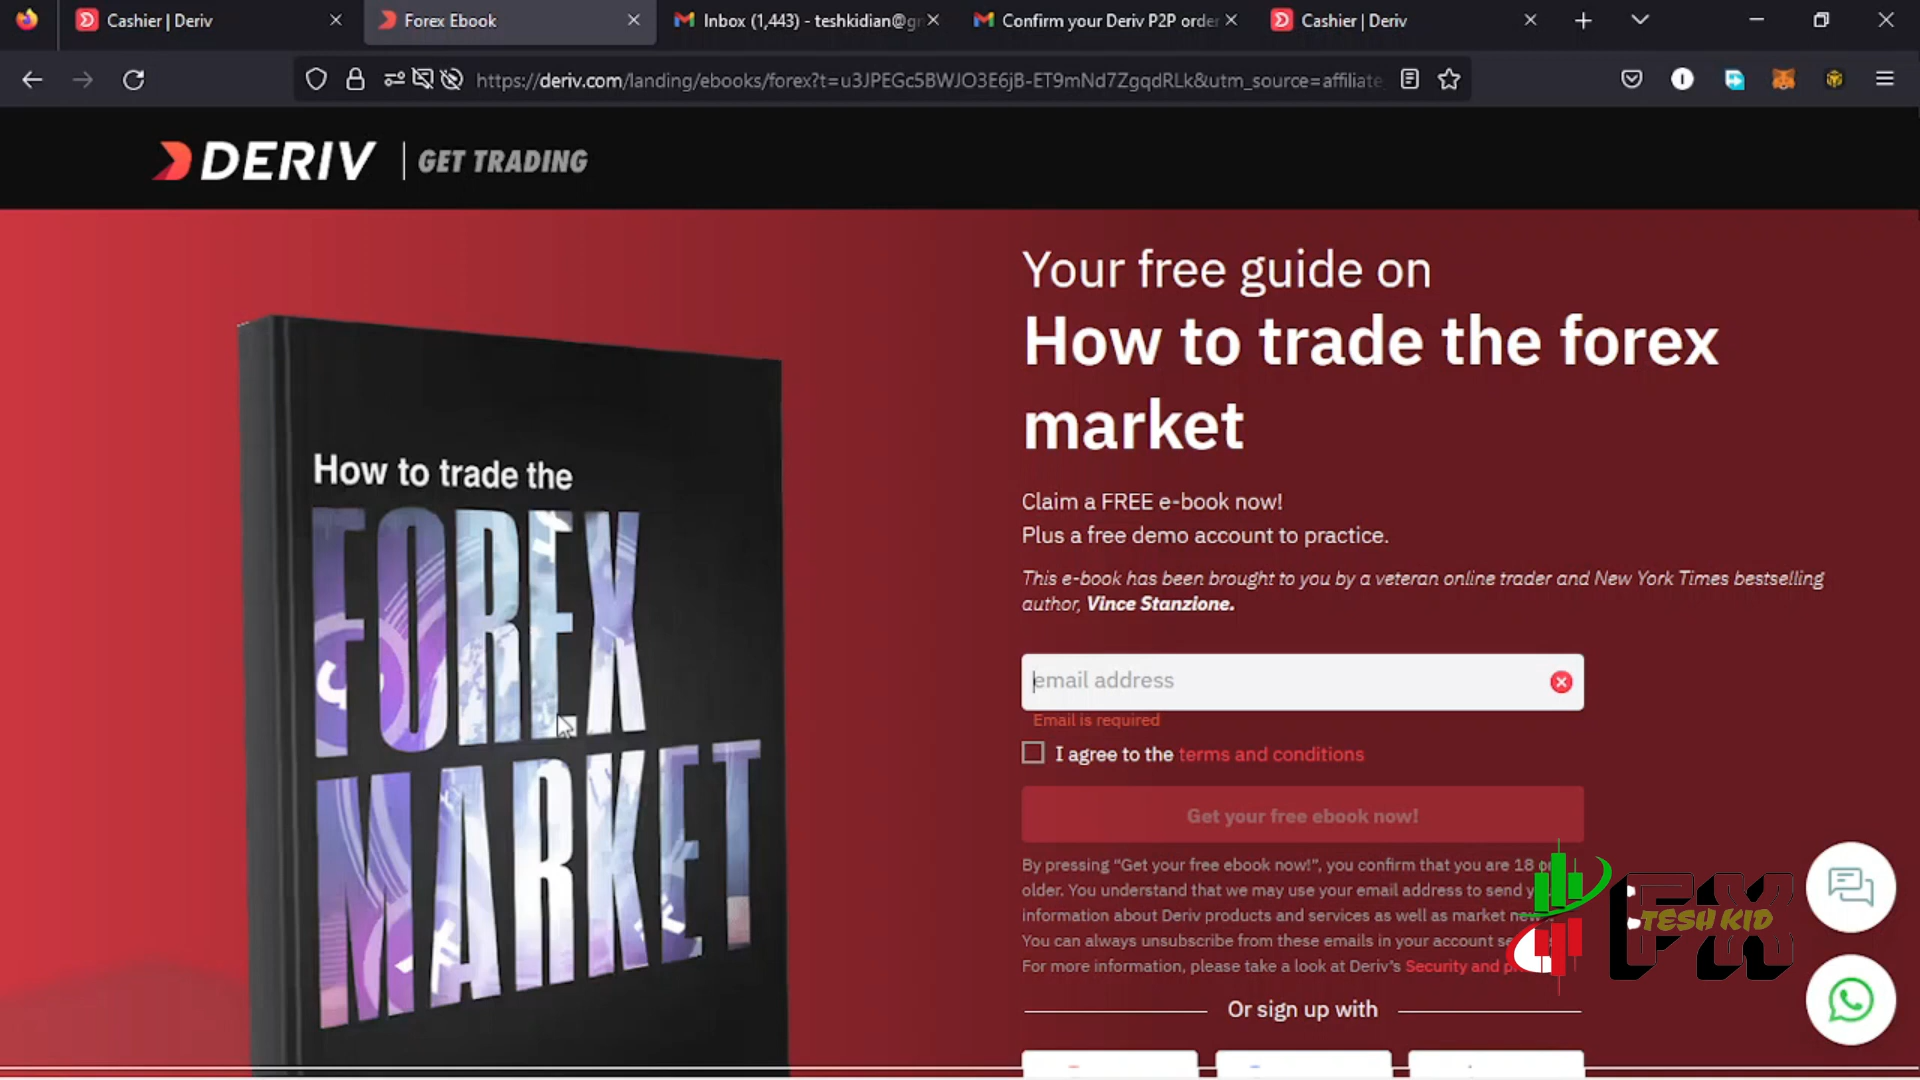 Cashier | Deriv
Forex Ebook
Inbox (1,443) - teshkidian@g
Confirm your Deriv P2P order
Cashier | Deriv
https://deriv.com/landing/ebooks/forex?t=u3JPEGc5BWJO3E6jB-ET9mNd7ZgqdRLk&utm_source=affiliate
DERIV | GET TRADING
Your free guide on
How to trade the forex
market
Claim a FREE e-book now!
Plus a free demo account to practice.
This e-book has been brought to you by a veteran online trader and New York Times bestselling
author, Vince Stanzione.
email address
Email is required
I agree to the terms and conditions
Get your free ebook now!
By pressing “Get your free ebook now!”, you confirm that you are 18 or
older. You understand that we may use your email address to send
information about Deriv products and services as well as market
You can always unsubscribe from these emails in your account
For more information, please take a look at Deriv's Security and
Or sign up with
How to trade the
FOREX
MARKET
FX
TESH KID